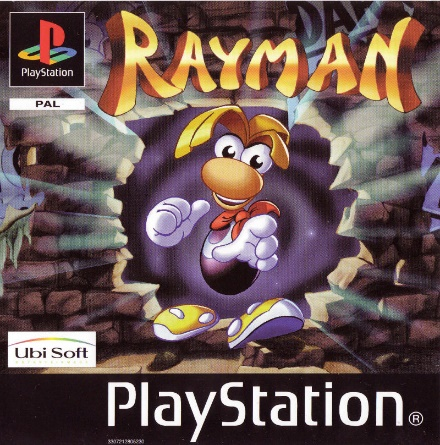 RAYMAN
PlayStation
PAL
Ubi Soft
PlayStation®